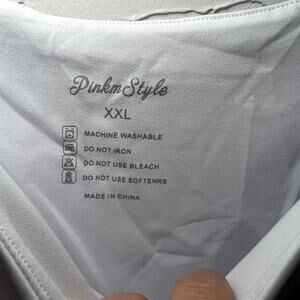 PinkmStyle
XXL
MACHINE WASHABLE
DO NOT IRON
DO NOT USE BLEACH
DO NOT USE SOFTENRS
MADE IN CHINA